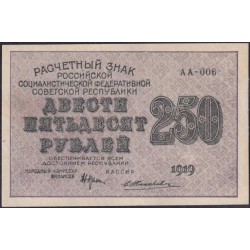 РАСЧЕТНЫЙ ЗНАК
РОССИЙСКОЙ
СОЦИАЛИСТИЧЕСКОЙ ФЕДЕРАТИВНОЙ
СОВЕТСКОЙ РЕСПУБЛИКИ
АА-006
ДВЕСТИ
ПЯТЬДЕСЯТ
РУБЛЕЙ
250
ОБЕСПЕЧИВАЕТСЯ ВСЕМ
ДОСТОЯНИЕМ РЕСПУБЛИКИ
1919
НАРОДНЫЙ КОМИССАР
ФИНАНСОВ
КАССИР